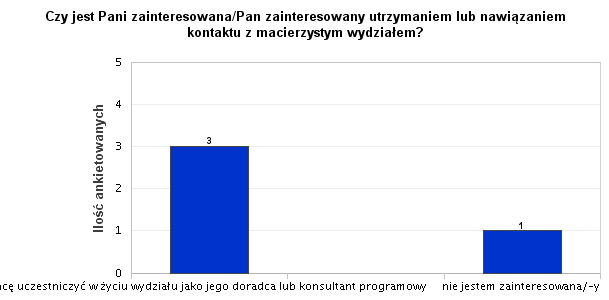 Czy jest Pani zainteresowana/Pan zainteresowany utrzymaniem lub nawiązaniem
kontaktu z macierzystym wydziałem?
Ilość ankietowanych
5
4
3
2
1
0
3
1
cę uczestniczyć w życiu wydziału jako jego doradca lub konsultant programowy
nie jestem zainteresowana/-y